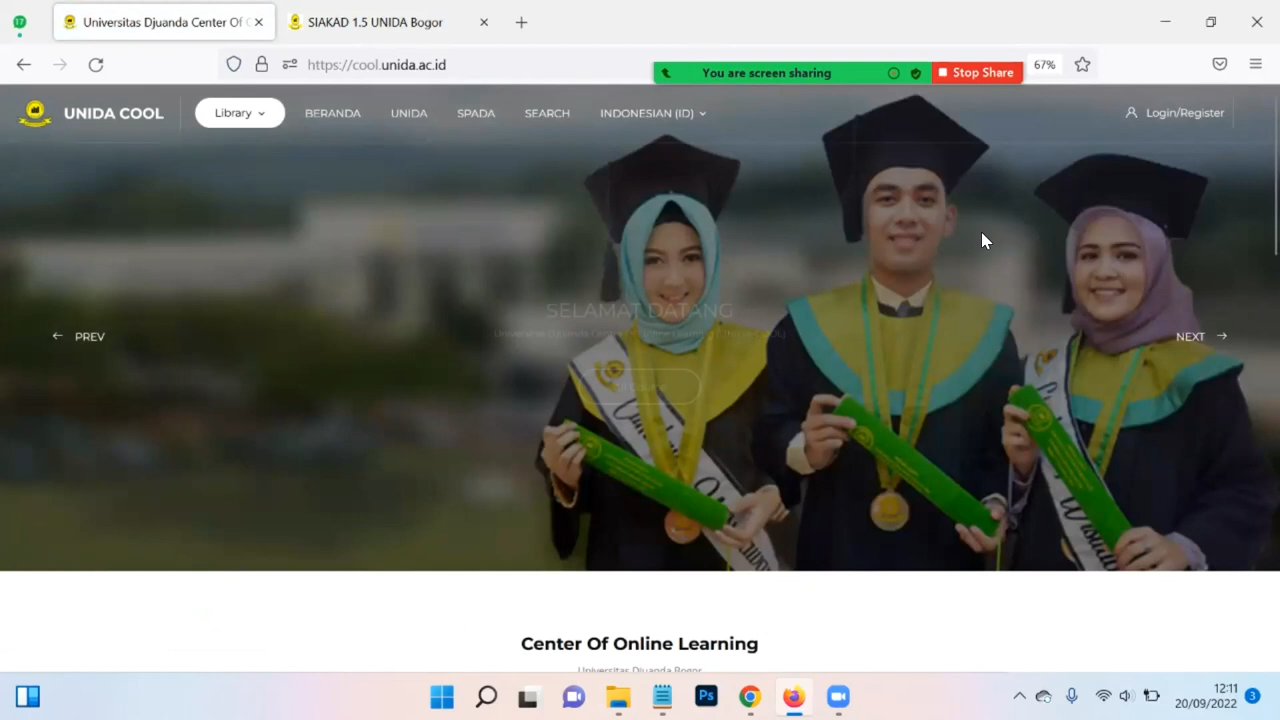 17
Universitas Djuanda Center Of
SIAKAD 1.5 UNIDA Bogor
https://cool.unida.ac.id
You are screen sharing
Stop Share
67%
UNIDA COOL
Library
BERANDA
UNIDA
SPADA
SEARCH
INDONESIAN (ID)
Login/Register
SELAMAT DATANG
PREV
NEXT
Center Of Online Learning
Universitas Djuanda Bogor
Ps
12:11
20/09/2022
3